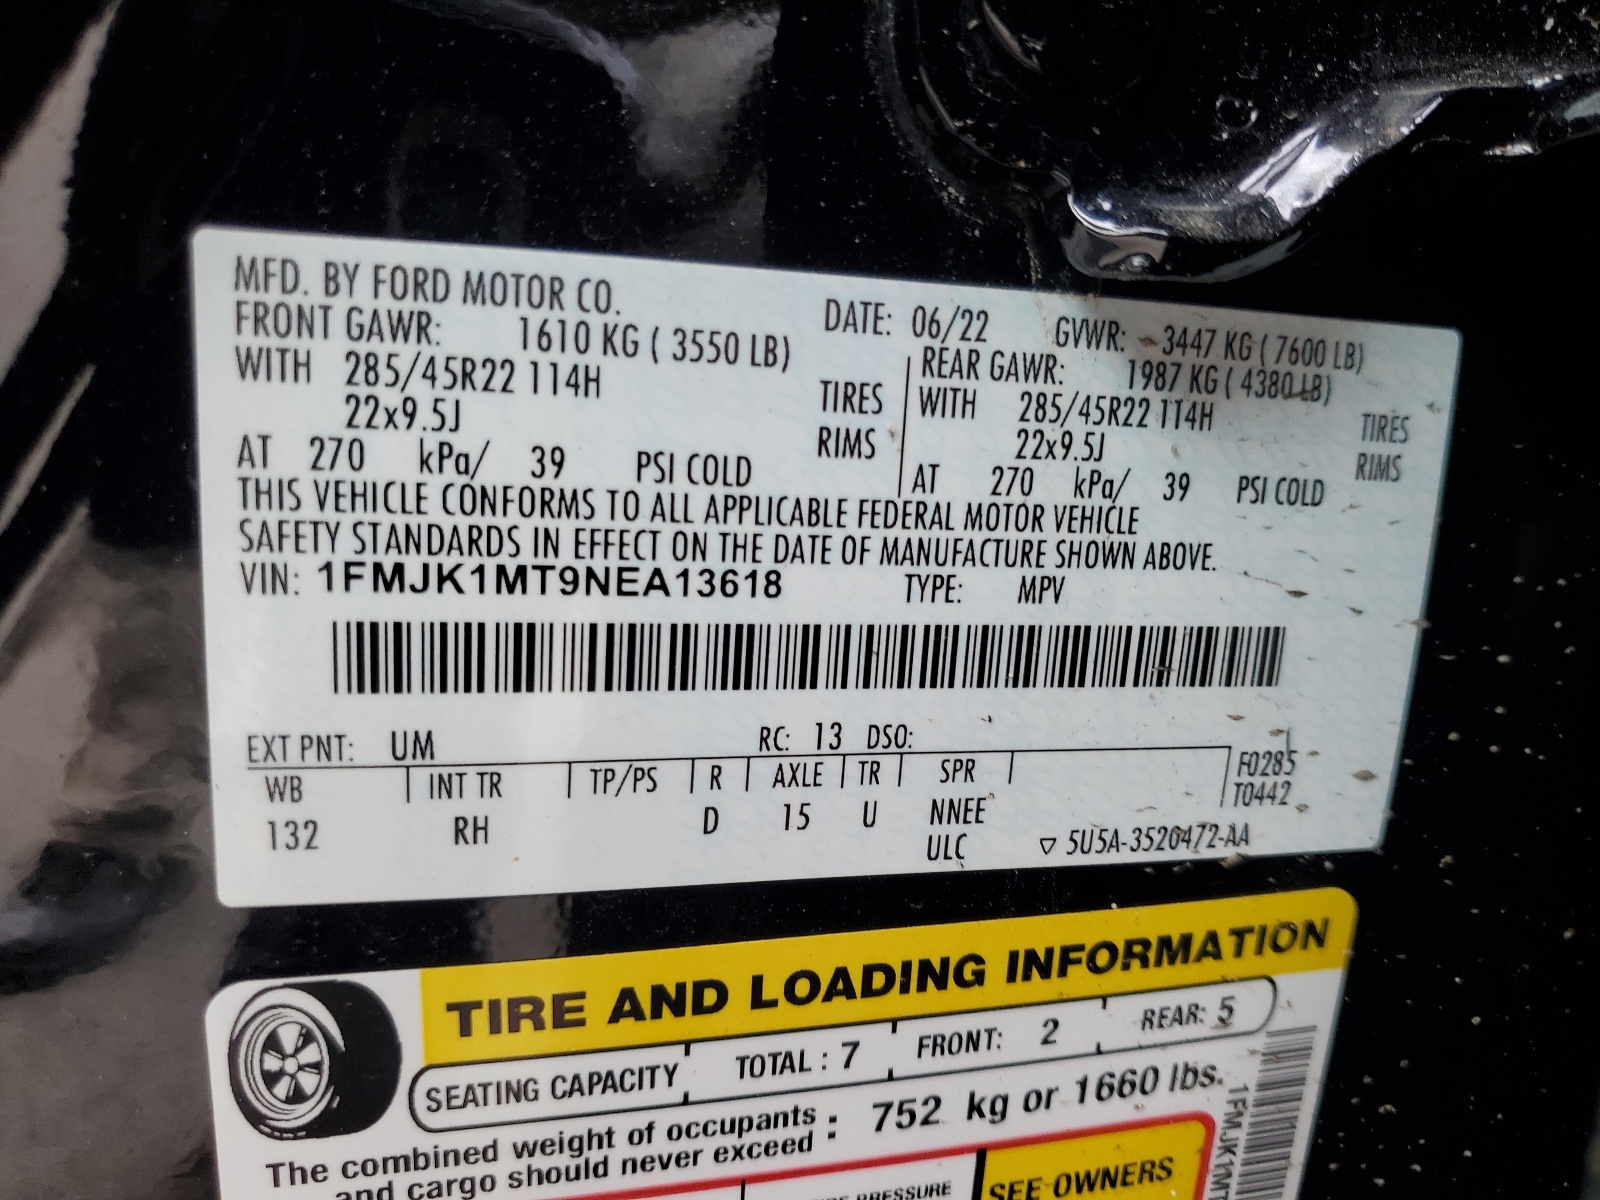 MFD. BY FORD MOTOR CO.
DATE: 06/22 GVWR: 3447 KG ( 7600 LB)
FRONT GAWR: 1610 KG ( 3550 LB)
REAR GAWR: 1987 KG ( 4380 LB)
WITH 285/45R22 114H TIRES
WITH 285/45R22 114H TIRES
22x9.5J RIMS
22x9.5J RIMS
AT 270 kPa/ 39 PSI COLD
AT 270 kPa/ 39 PSI COLD
THIS VEHICLE CONFORMS TO ALL APPLICABLE FEDERAL MOTOR VEHICLE
SAFETY STANDARDS IN EFFECT ON THE DATE OF MANUFACTURE SHOWN ABOVE.
VIN: 1FMJK1MT9NEA13618 TYPE: MPV
EXT PNT: UM RC: 13 DSO:
WB INT TR TP/PS R AXLE TR SPR F0285
T0442
132 RH D 15 U NNEE
ULC ▽ 5U5A-3520472-AA
TIRE AND LOADING INFORMATION
SEATING CAPACITY TOTAL : 7 FRONT: 2 REAR: 5
The combined weight of occupants
and cargo should never exceed : 752 kg or 1660 lbs.
PRESSURE
SEE OWNERS
1FMJK1MT